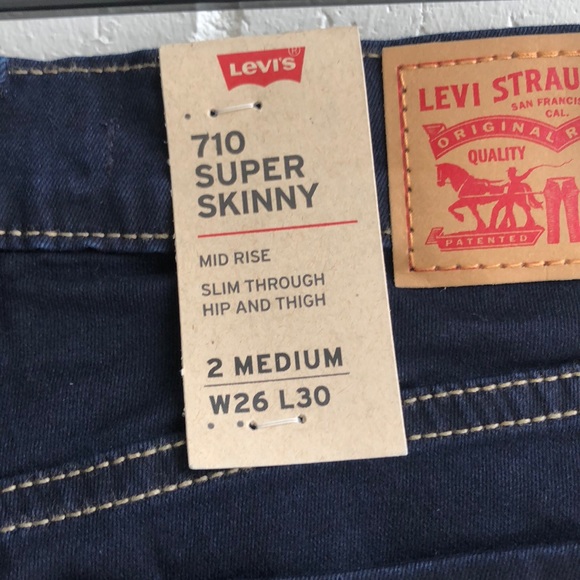 LEVI'S
®
710
SUPER
SKINNY
MID RISE
SLIM THROUGH
HIP AND THIGH
2 MEDIUM
W26 L30
LEVI STRAU
SAN FRANCIS
CAL.
ORIGINAL R
QUALITY
PATENTED